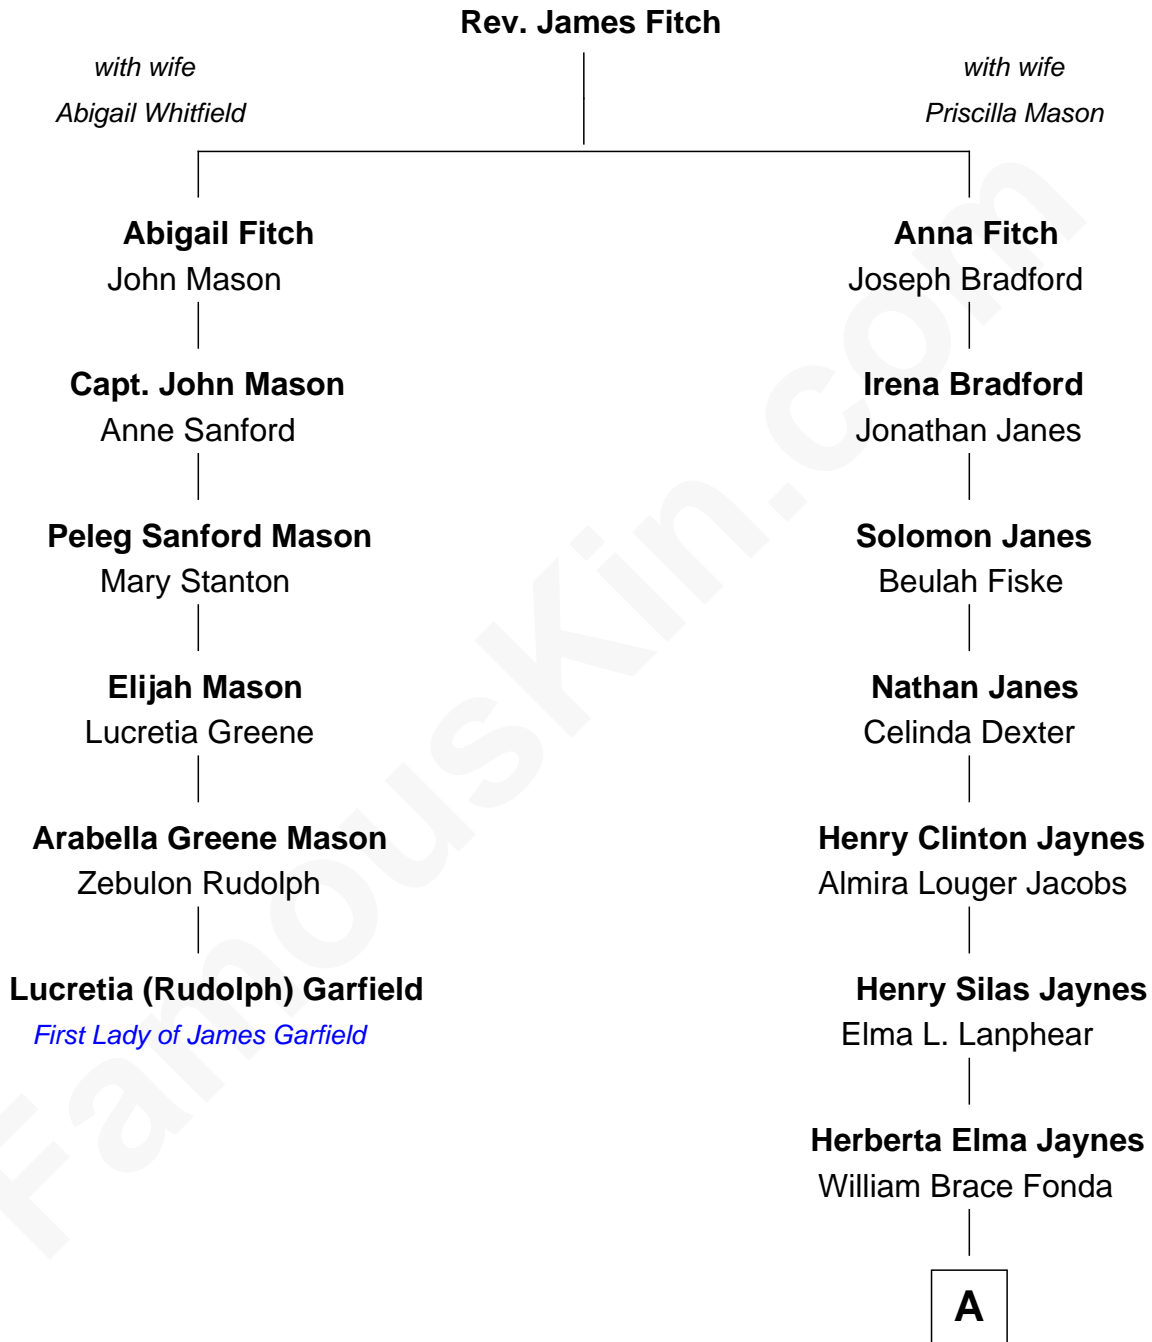 Rev. James Fitch
with wife
Abigail Whitfield
with wife
Priscilla Mason
Abigail Fitch
John Mason
Anna Fitch
Joseph Bradford
Capt. John Mason
Anne Sanford
Irena Bradford
Jonathan Janes
Peleg Sanford Mason
Mary Stanton
Solomon Janes
Beulah Fiske
Elijah Mason
Lucretia Greene
Nathan Janes
Celinda Dexter
Arabella Greene Mason
Zebulon Rudolph
Henry Clinton Jaynes
Almira Louger Jacobs
Lucretia (Rudolph) Garfield
First Lady of James Garfield
Henry Silas Jaynes
Elma L. Lanphear
Herberta Elma Jaynes
William Brace Fonda
A
FamousKin.com